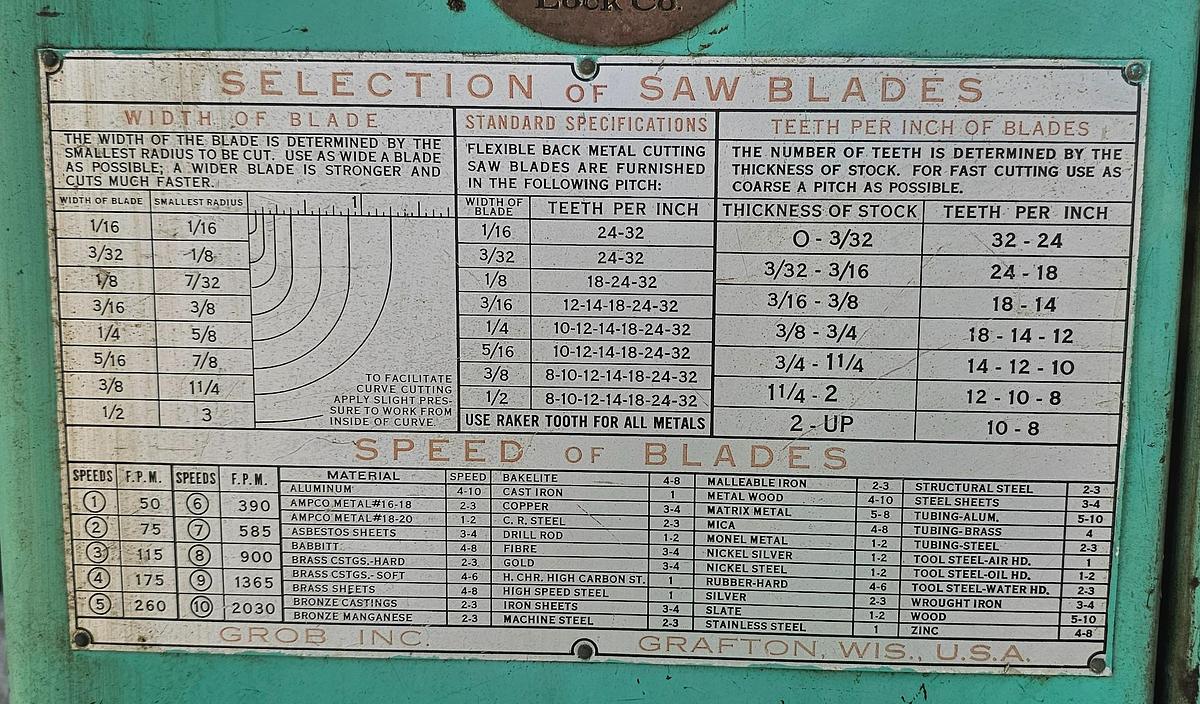 Lock Co.
SELECTION OF SAW BLADES
WIDTH OF BLADE
THE WIDTH OF THE BLADE IS DETERMINED BY THE
SMALLEST RADIUS TO BE CUT. USE AS WIDE A BLADE
AS POSSIBLE; A WIDER BLADE IS STRONGER AND
CUTS MUCH FASTER.
WIDTH OF BLADE SMALLEST RADIUS
1/16 1/16
3/32 1/8
1/8 7/32
3/16 3/8
1/4 5/8
5/16 7/8
3/8 1 1/4
1/2 3
1
TO FACILITATE
CURVE CUTTING
APPLY SLIGHT PRES-
SURE TO WORK FROM
INSIDE OF CURVE.
STANDARD SPECIFICATIONS
FLEXIBLE BACK METAL CUTTING
SAW BLADES ARE FURNISHED
IN THE FOLLOWING PITCH:
WIDTH OF BLADE TEETH PER INCH
1/16 24-32
3/32 24-32
1/8 18-24-32
3/16 12-14-18-24-32
1/4 10-12-14-18-24-32
5/16 10-12-14-18-24-32
3/8 8-10-12-14-18-24-32
1/2 8-10-12-14-18-24-32
USE RAKER TOOTH FOR ALL METALS
TEETH PER INCH OF BLADES
THE NUMBER OF TEETH IS DETERMINED BY THE
THICKNESS OF STOCK. FOR FAST CUTTING USE AS
COARSE A PITCH AS POSSIBLE.
THICKNESS OF STOCK TEETH PER INCH
0 - 3/32 32 - 24
3/32 - 3/16 24 - 18
3/16 - 3/8 18 - 14
3/8 - 3/4 18 - 14 - 12
3/4 - 1 1/4 14 - 12 - 10
1 1/4 - 2 12 - 10 - 8
2 - UP 10 - 8
SPEED OF BLADES
SPEEDS F.P.M. SPEEDS F.P.M.
1 50 6 390
2 75 7 585
3 115 8 900
4 175 9 1365
5 260 10 2030
MATERIAL SPEED
ALUMINUM 4-10
AMPCO METAL#16-18 2-3
AMPCO METAL#18-20 1-2
ASBESTOS SHEETS 3-4
BABBITT 4-8
BRASS CSTGS.-HARD 2-3
BRASS CSTGS.-SOFT 4-6
BRASS SHEETS 4-8
BRONZE CASTINGS 2-3
BRONZE MANGANESE 2-3
BAKELITE 4-8
CAST IRON 1
COPPER 3-4
C. R. STEEL 2-3
DRILL ROD 1-2
FIBRE 3-4
GOLD 3-4
H. CHR. HIGH CARBON ST. 1
HIGH SPEED STEEL 1
IRON SHEETS 3-4
MACHINE STEEL 2-3
MALLEABLE IRON 2-3
METAL WOOD 4-10
MATRIX METAL 5-8
MICA 4-8
MONEL METAL 1-2
NICKEL SILVER 1-2
NICKEL STEEL 1-2
RUBBER-HARD 4-6
SILVER 2-3
SLATE 1-2
STAINLESS STEEL 1
STRUCTURAL STEEL 2-3
STEEL SHEETS 3-4
TUBING-ALUM. 5-10
TUBING-BRASS 4
TUBING-STEEL 2-3
TOOL STEEL-AIR HD. 1
TOOL STEEL-OIL HD. 1-2
TOOL STEEL-WATER HD. 2-3
WROUGHT IRON 3-4
WOOD 5-10
ZINC 4-8
GROB INC. GRAFTON, WIS., U.S.A.